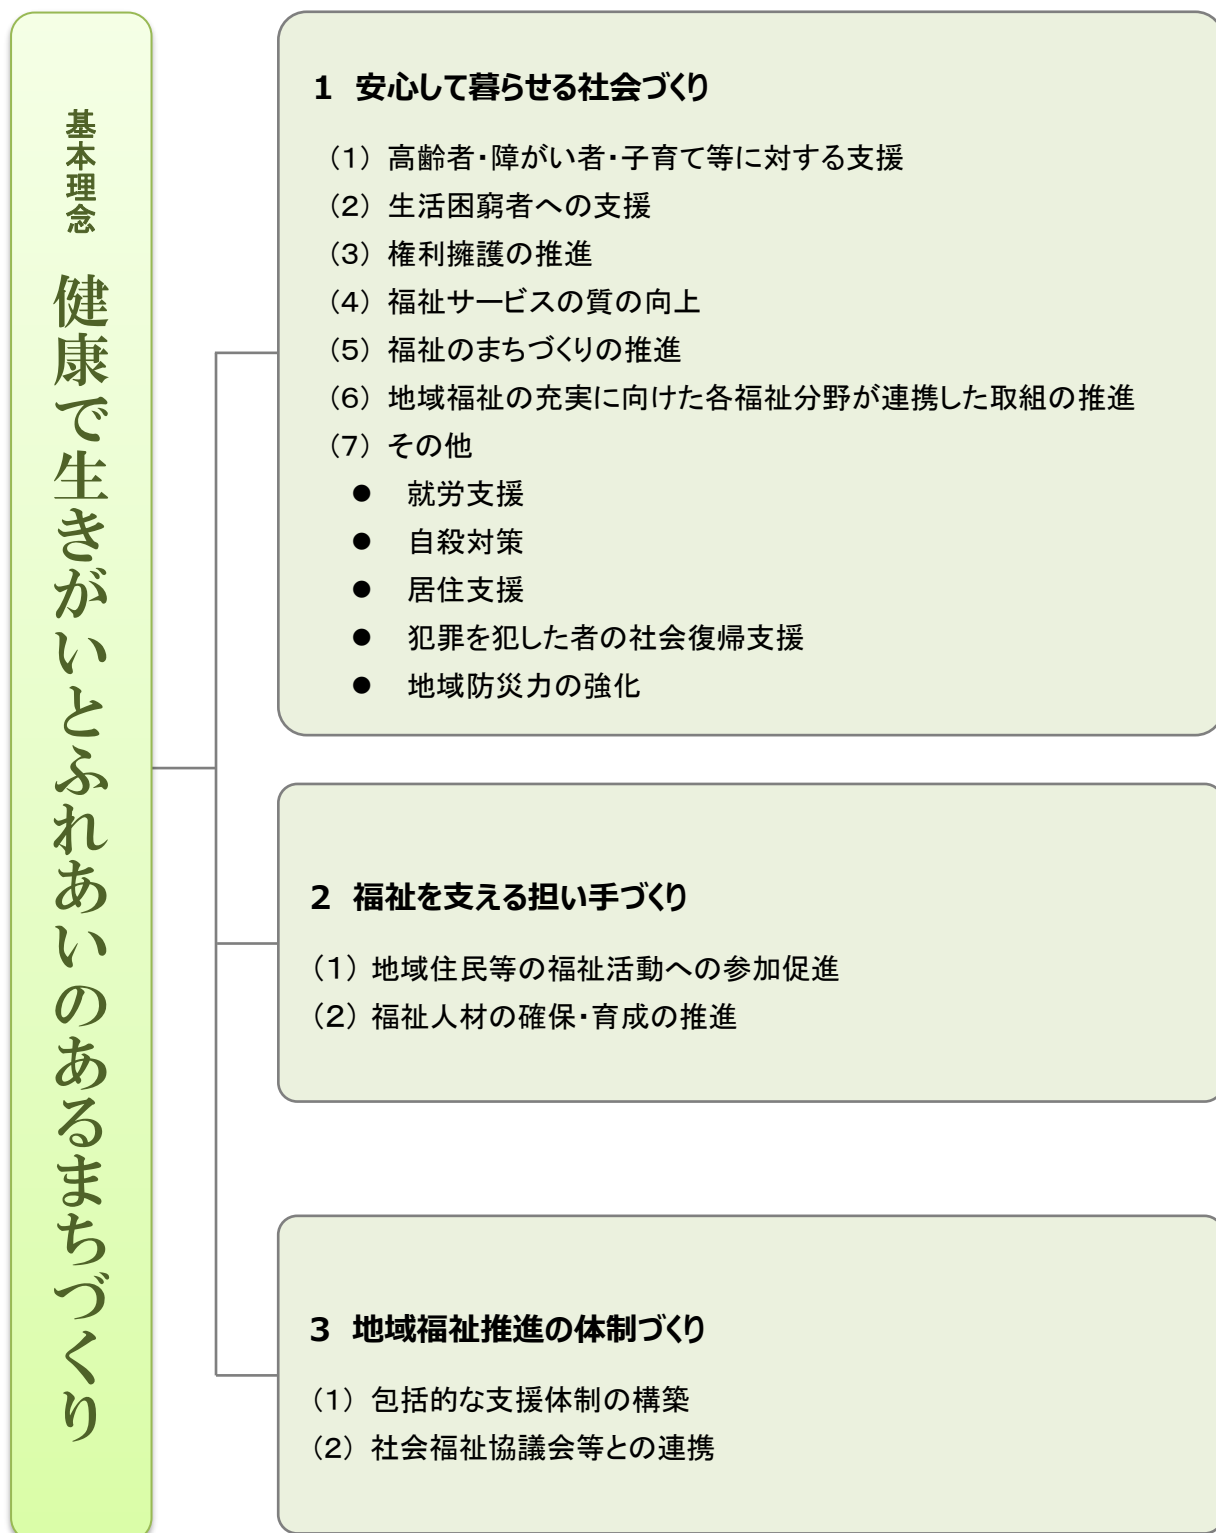 基本理念 健康で生きがいとふれあいのあるまちづくり
1 安心して暮らせる社会づくり
（1）高齢者・障がい者・子育て等に対する支援
（2）生活困窮者への支援
（3）権利擁護の推進
（4）福祉サービスの質の向上
（5）福祉のまちづくりの推進
（6）地域福祉の充実に向けた各福祉分野が連携した取組の推進
（7）その他
● 就労支援
● 自殺対策
● 居住支援
● 犯罪を犯した者の社会復帰支援
● 地域防災力の強化
2 福祉を支える担い手づくり
（1）地域住民等の福祉活動への参加促進
（2）福祉人材の確保・育成の推進
3 地域福祉推進の体制づくり
（1）包括的な支援体制の構築
（2）社会福祉協議会等との連携